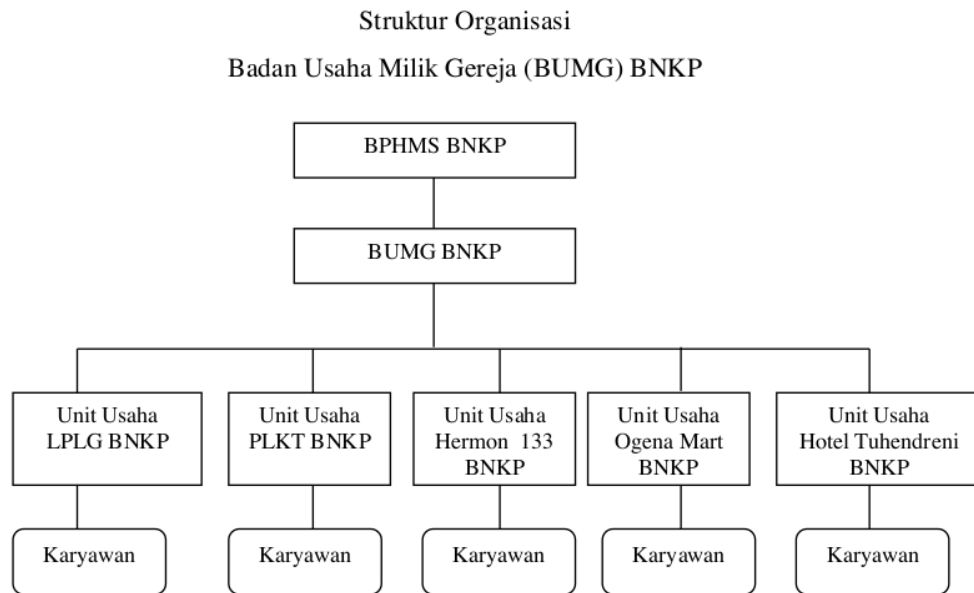 Struktur Organisasi
Badan Usaha Milik Gereja (BUMG) BNKP
BPHMS BNKP
BUMG BNKP
Unit Usaha
LPLG BNKP
Unit Usaha
PLKT BNKP
Unit Usaha
Hermon 133
BNKP
Unit Usaha
Ogena Mart
BNKP
Unit Usaha
Hotel Tuhendreni
BNKP
Karyawan
Karyawan
Karyawan
Karyawan
Karyawan